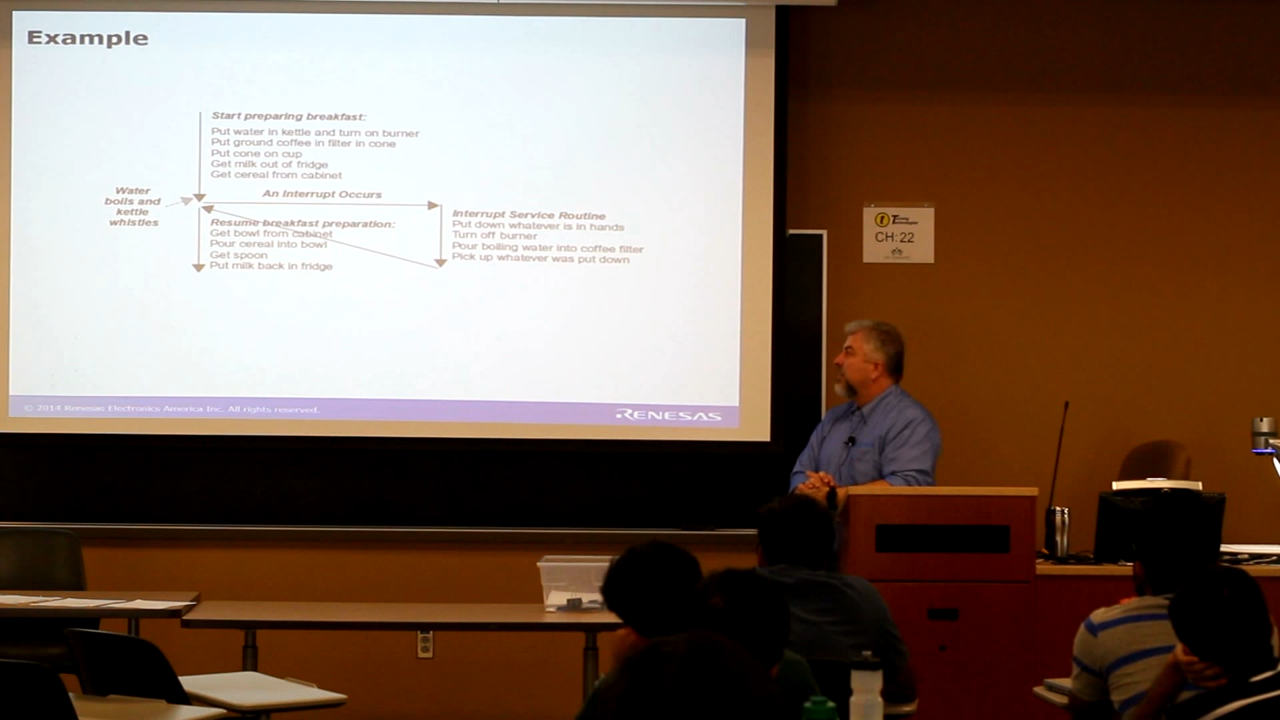 Example
Start preparing breakfast:
Put water in kettle and turn on burner
Put ground coffee in filter in cone
Put cone on cup
Get milk out of fridge
Get cereal from cabinet
Water
boils and
kettle
whistles
An Interrupt Occurs
Resume breakfast preparation:
Get bowl from cabinet
Pour cereal into bowl
Get spoon
Put milk back in fridge
Interrupt Service Routine
Put down whatever is in hands
Turn off burner
Pour boiling water into coffee filter
Pick up whatever was put down
© 2014 Renesas Electronics America Inc. All rights reserved.
RENESAS
Turning
Technologies
CH: 22